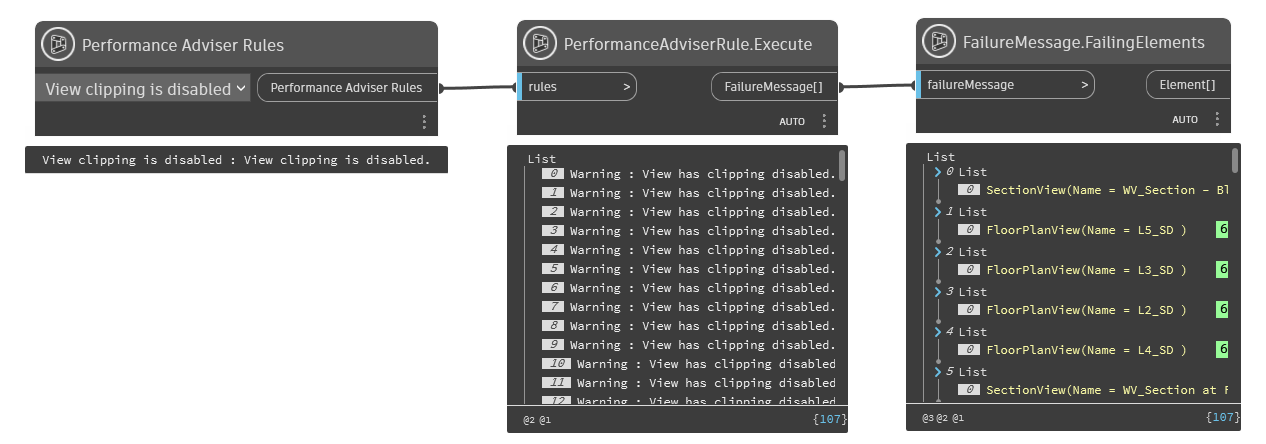 Performance Adviser Rules
View clipping is disabled
Performance Adviser Rules
View clipping is disabled : View clipping is disabled.
PerformanceAdviserRule.Execute
rules >
FailureMessage[]
AUTO
List
0 Warning : View has clipping disabled.
1 Warning : View has clipping disabled.
2 Warning : View has clipping disabled.
3 Warning : View has clipping disabled.
4 Warning : View has clipping disabled.
5 Warning : View has clipping disabled.
6 Warning : View has clipping disabled.
7 Warning : View has clipping disabled.
8 Warning : View has clipping disabled.
9 Warning : View has clipping disabled.
10 Warning : View has clipping disabled
11 Warning : View has clipping disabled
12 Warning : View has clipping disabled
@2 @1 {107}
FailureMessage.FailingElements
failureMessage >
Element[]
AUTO
List
0 List
0 SectionView(Name = WV_Section - Bl
1 List
0 FloorPlanView(Name = L5_SD ) 6
2 List
0 FloorPlanView(Name = L3_SD ) 6
3 List
0 FloorPlanView(Name = L2_SD ) 6
4 List
0 FloorPlanView(Name = L4_SD ) 6
5 List
0 SectionView(Name = WV_Section at
@3 @2 @1 {107}